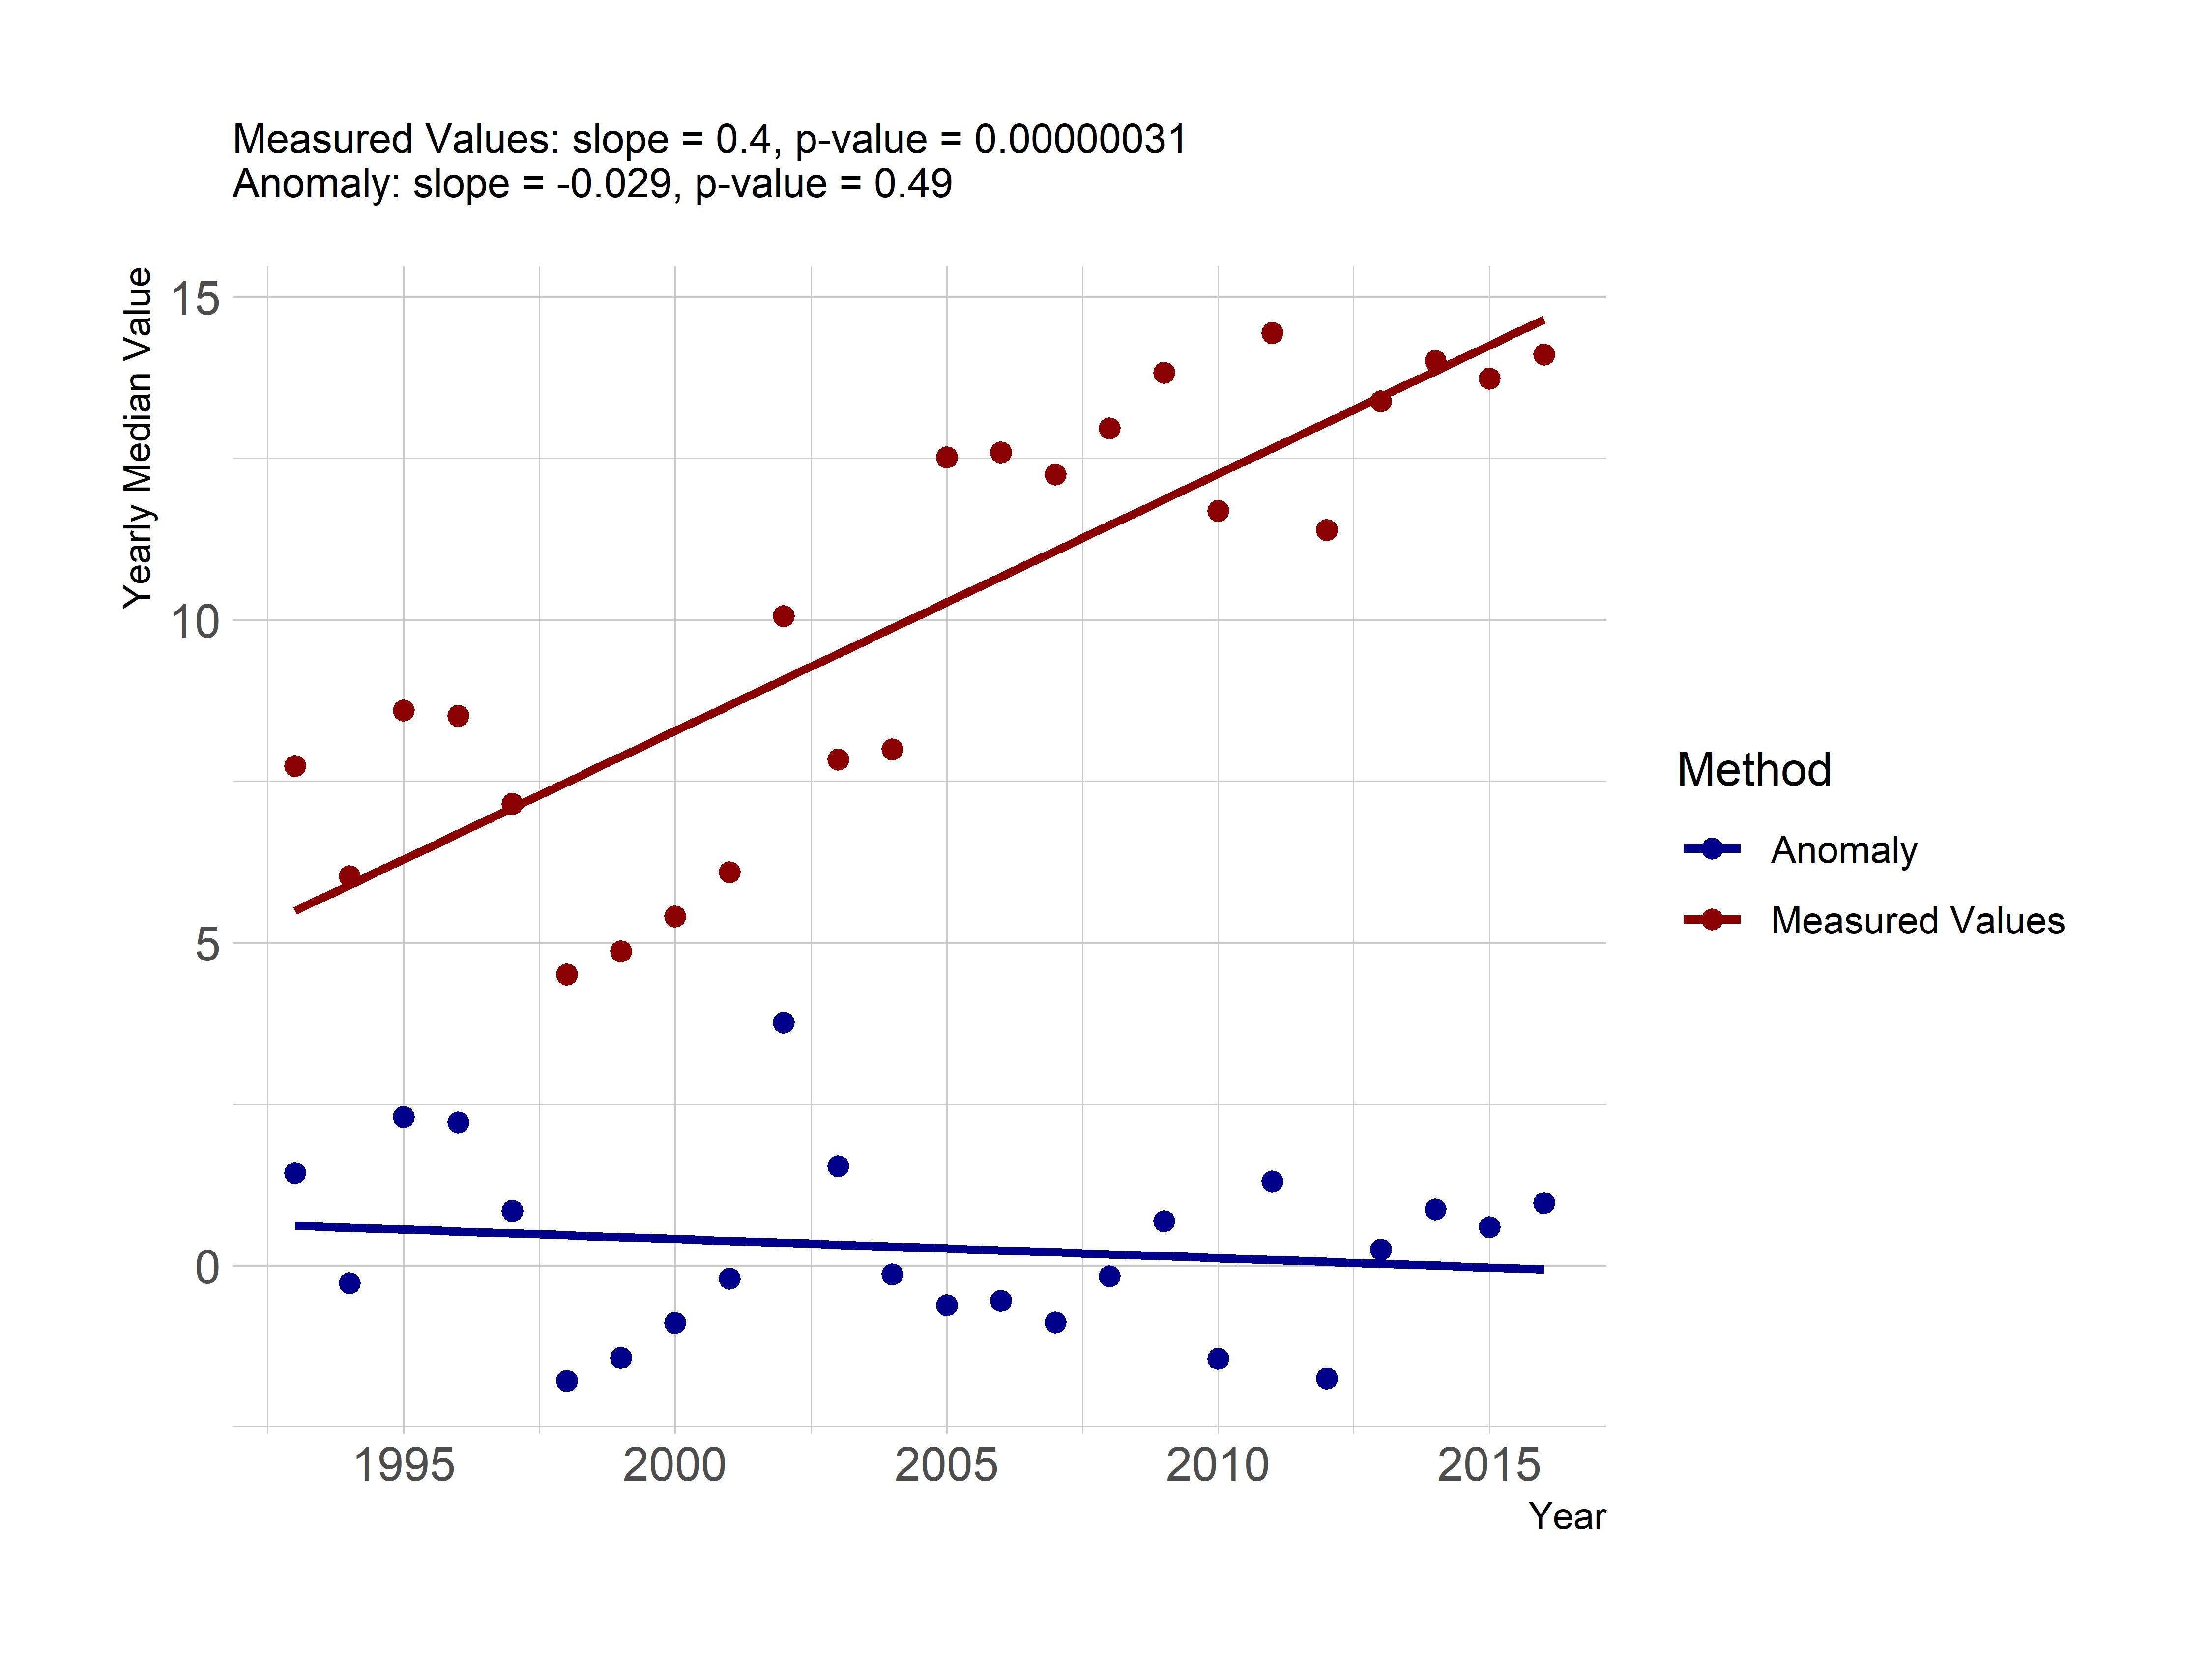 Measured Values: slope = 0.4, p-value = 0.00000031
Anomaly: slope = -0.029, p-value = 0.49
Yearly Median Value
15
10
5
0
1995 2000 2005 2010 2015
Year
Method
Anomaly
Measured Values